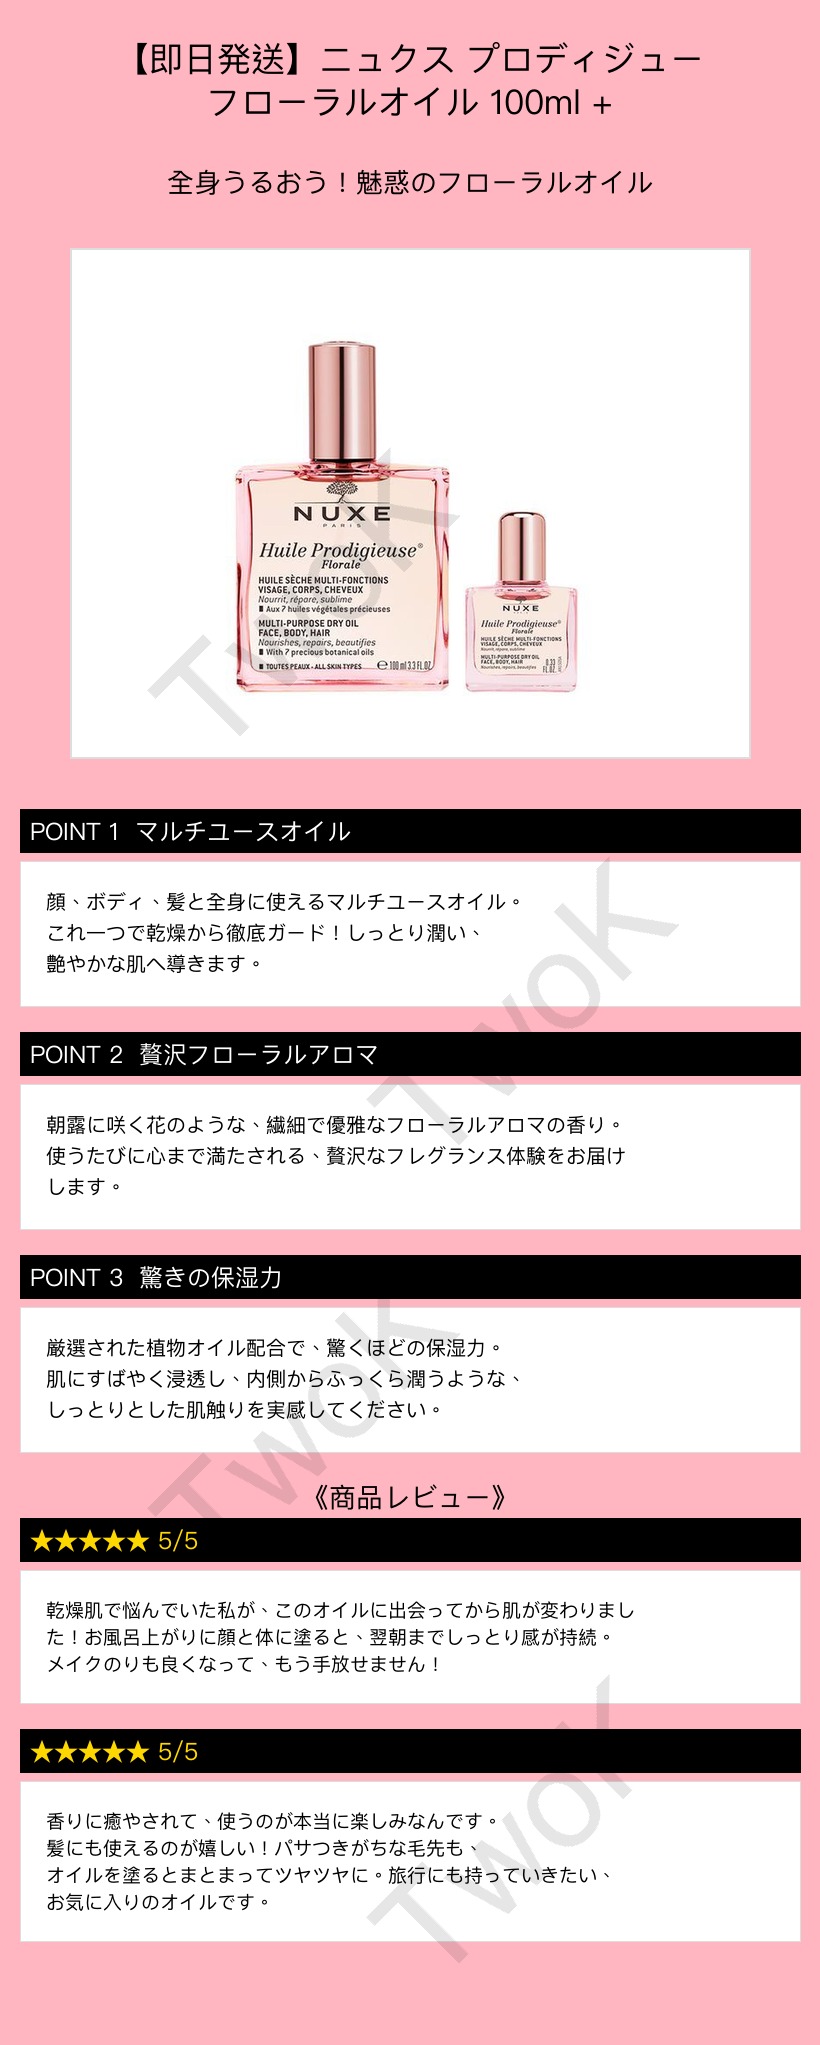 【即日発送】ニュクス プロディジュー
フローラルオイル 100ml +
全身うるおう！魅惑のフローラルオイル
NUXE
PARIS
Huile Prodigieuse®
Florale
HUILE SÈCHE MULTI-FONCTIONS
VISAGE, CORPS, CHEVEUX
Nourrit, répare, sublime
■ Aux 7 huiles végétales précieuses
MULTI-PURPOSE DRY OIL
FACE, BODY, HAIR
Nourishes, repairs, beautifies
■ With 7 precious botanical oils
■ TOUTES PEAUX - ALL SKIN TYPES ℮ 100 ml 3.3 FL.OZ.
NUXE
Huile Prodigieuse®
Florale
HUILE SÈCHE MULTI-FONCTIONS
VISAGE, CORPS, CHEVEUX
Nourrit, répare, sublime
MULTI-PURPOSE DRY OIL
FACE, BODY, HAIR
Nourishes, repairs, beautifies
0.33
FL.OZ.
TwoK
POINT 1 マルチユースオイル
顔、ボディ、髪と全身に使えるマルチユースオイル。
これ一つで乾燥から徹底ガード！しっとり潤い、
艶やかな肌へ導きます。
TwoK
POINT 2 贅沢フローラルアロマ
朝露に咲く花のような、繊細で優雅なフローラルアロマの香り。
使うたびに心まで満たされる、贅沢なフレグランス体験をお届け
します。
POINT 3 驚きの保湿力
厳選された植物オイル配合で、驚くほどの保湿力。
肌にすばやく浸透し、内側からふっくら潤うような、
しっとりとした肌触りを実感してください。
TwoK
《商品レビュー》
★★★★★ 5/5
乾燥肌で悩んでいた私が、このオイルに出会ってから肌が変わりまし
た！お風呂上がりに顔と体に塗ると、翌朝までしっとり感が持続。
メイクのりも良くなって、もう手放せません！
★★★★★ 5/5
香りに癒やされて、使うのが本当に楽しみなんです。
髪にも使えるのが嬉しい！パサつきがちな毛先も、
オイルを塗るとまとまってツヤツヤに。旅行にも持っていきたい、
お気に入りのオイルです。
TwoK